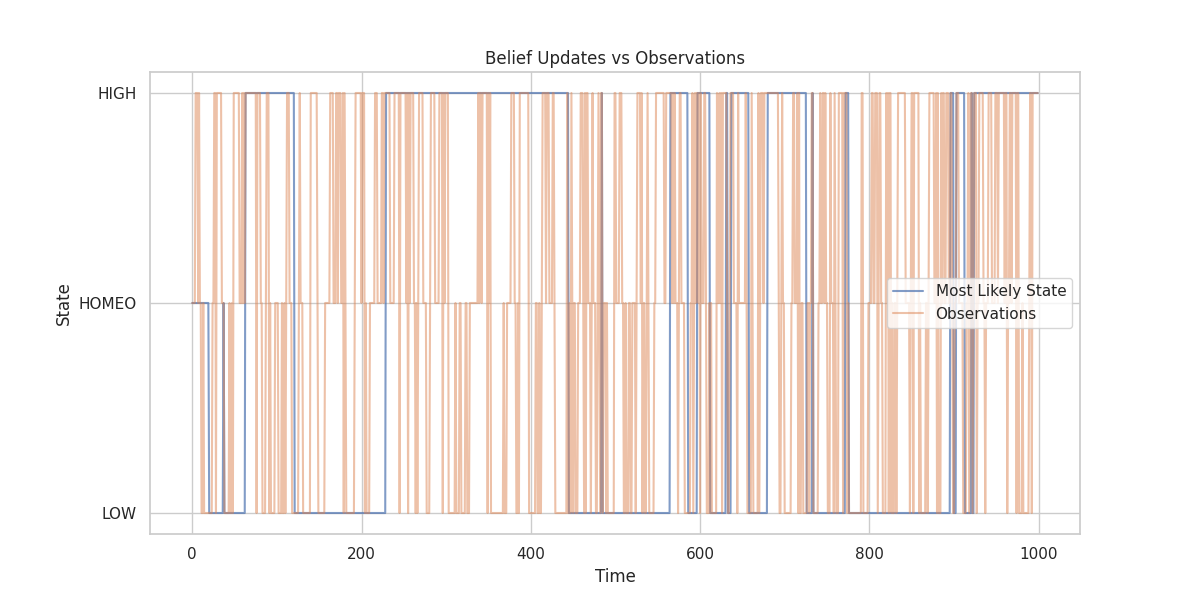 Belief Updates vs Observations
HIGH
HOMEO
LOW
State
Most Likely State
Observations
0
200
400
600
800
1000
Time